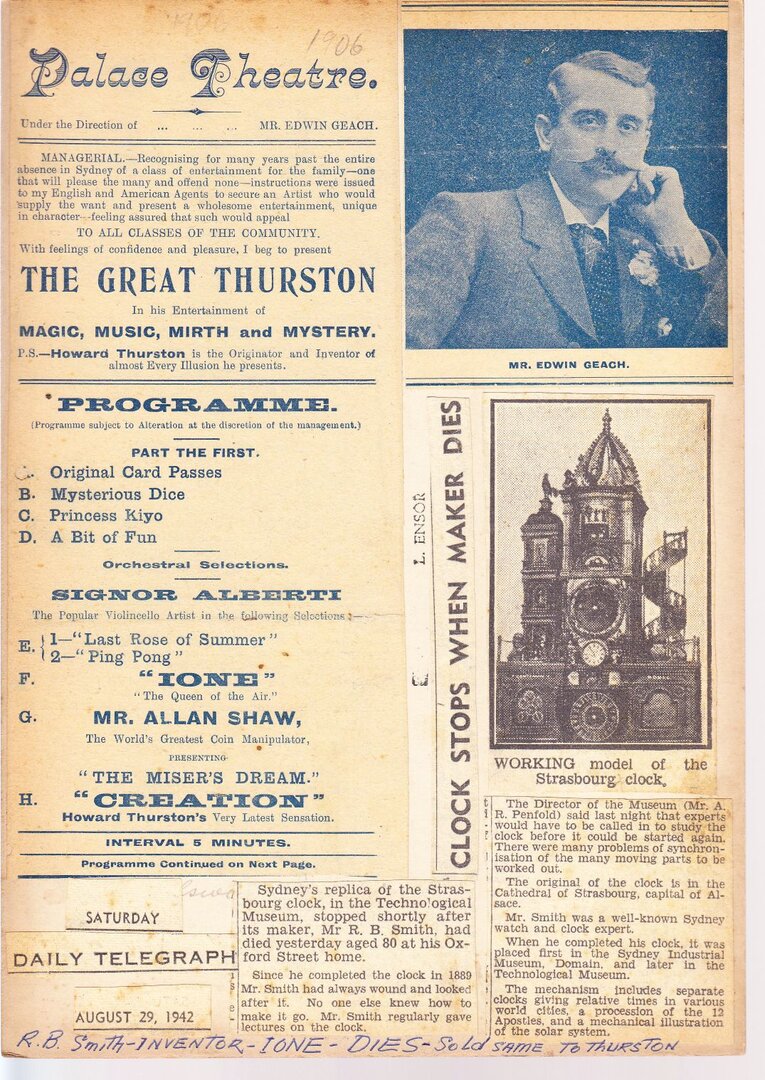 1906
1906
Palace Theatre.
Under the Direction of ... ... ... MR. EDWIN GEACH.
MANAGERIAL.—Recognising for many years past the entire
absence in Sydney of a class of entertainment for the family—one
that will please the many and offend none—instructions were issued
to my English and American Agents to secure an Artist who would
supply the want and present a wholesome entertainment, unique
in character—feeling assured that such would appeal
TO ALL CLASSES OF THE COMMUNITY.
With feelings of confidence and pleasure, I beg to present
THE GREAT THURSTON
In his Entertainment of
MAGIC, MUSIC, MIRTH and MYSTERY.
P.S.—Howard Thurston is the Originator and Inventor of
almost Every Illusion he presents.
PROGRAMME.
(Programme subject to Alteration at the discretion of the management.)
PART THE FIRST.
Original Card Passes
B. Mysterious Dice
C. Princess Kiyo
D. A Bit of Fun
Orchestral Selections.
SIGNOR ALBERTI
The Popular Violincello Artist in the following Selections:—
E. { 1—"Last Rose of Summer"
2—"Ping Pong"
F. "IONE"
"The Queen of the Air."
G. MR. ALLAN SHAW,
The World's Greatest Coin Manipulator,
PRESENTING
"THE MISER'S DREAM."
H. "CREATION"
Howard Thurston's Very Latest Sensation.
INTERVAL 5 MINUTES.
Programme Continued on Next Page.
MR. EDWIN GEACH.
L. ENSOR
CLOCK STOPS WHEN MAKER DIES
WORKING model of the
Strasbourg clock.
SATURDAY
DAILY TELEGRAPH
AUGUST 29, 1942
Sydney's replica of the Stras-
bourg clock, in the Technological
Museum, stopped shortly after
its maker, Mr R. B. Smith, had
died yesterday aged 80 at his Ox-
ford Street home.
Since he completed the clock in 1889
Mr. Smith had always wound and looked
after it. No one else knew how to
make it go. Mr. Smith regularly gave
lectures on the clock.
The Director of the Museum (Mr. A.
R. Penfold) said last night that experts
would have to be called in to study the
clock before it could be started again.
There were many problems of synchron-
isation of the many moving parts to be
worked out.
The original of the clock is in the
Cathedral of Strasbourg, capital of Al-
sace.
Mr. Smith was a well-known Sydney
watch and clock expert.
When he completed his clock, it was
placed first in the Sydney Industrial
Museum, Domain, and later in the
Technological Museum.
The mechanism includes separate
clocks giving relative times in various
world cities, a procession of the 12
Apostles, and a mechanical illustration
of the solar system.
R.B. Smith-INVENTOR-IONE-DIES-Sold SAME TO THURSTON